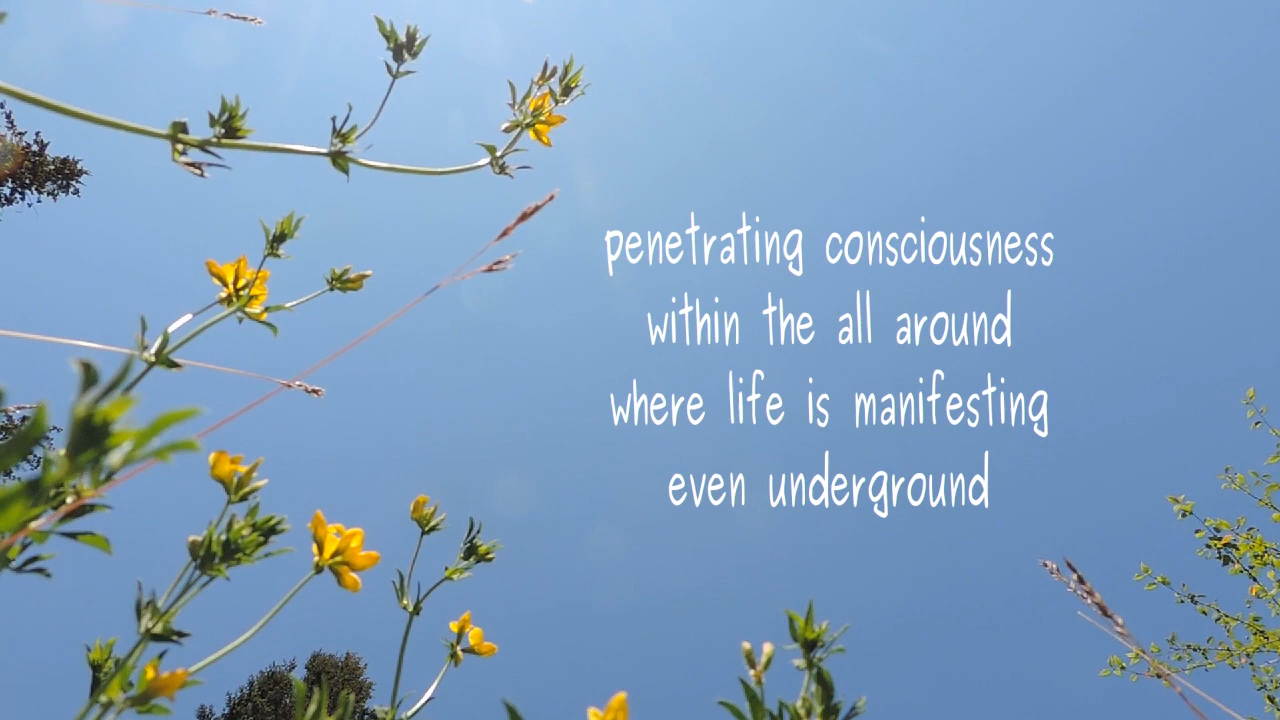 penetrating consciousness
within the all around
where life is manifesting
even underground